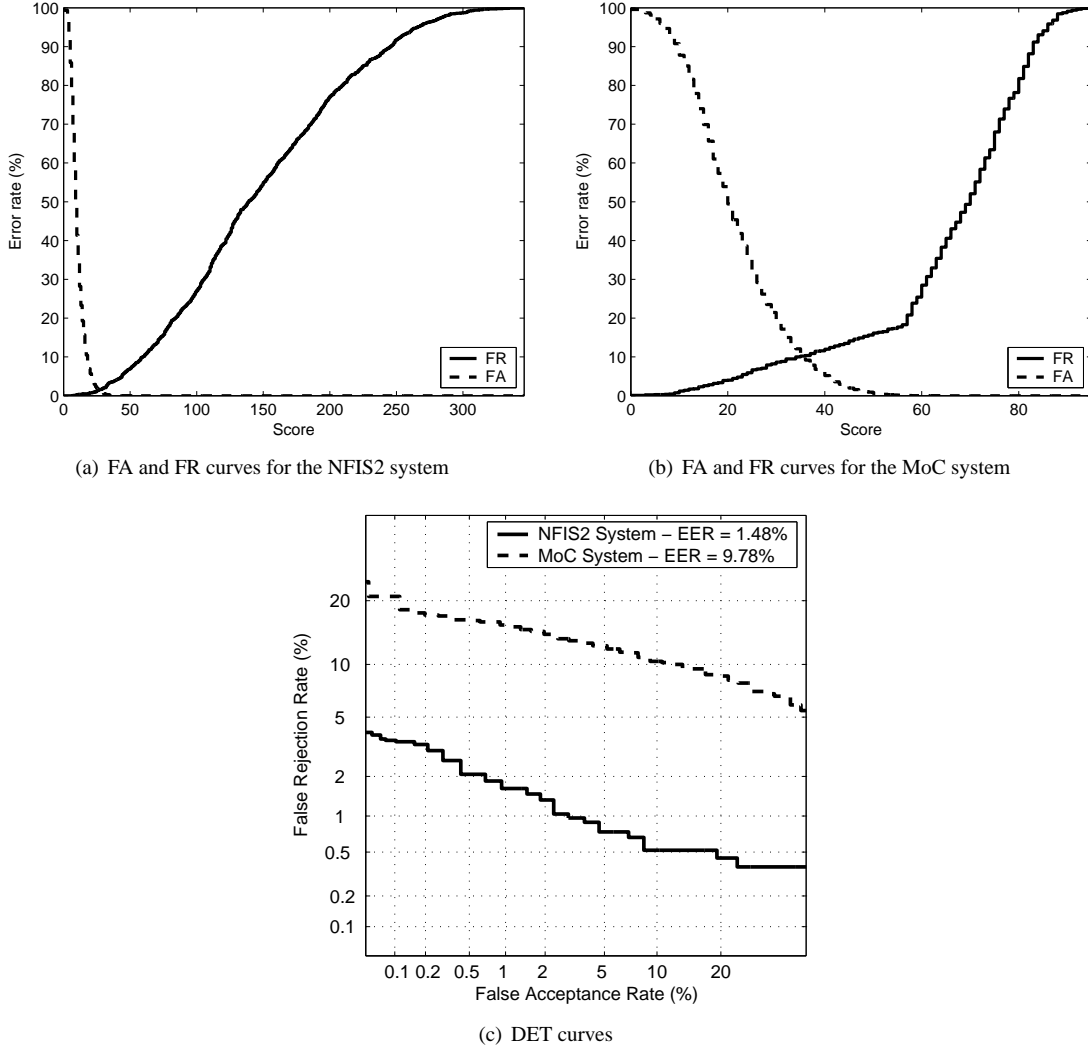 100
90
80
70
60
50
40
30
20
10
0
Error rate (%)
0 50 100 150 200 250 300
Score
FR
FA
(a) FA and FR curves for the NFIS2 system
100
90
80
70
60
50
40
30
20
10
0
Error rate (%)
0 20 40 60 80
Score
FR
FA
(b) FA and FR curves for the MoC system
NFIS2 System – EER = 1.48%
MoC System – EER = 9.78%
20
10
5
2
1
0.5
0.2
0.1
False Rejection Rate (%)
0.1 0.2 0.5 1 2 5 10 20
False Acceptance Rate (%)
(c) DET curves